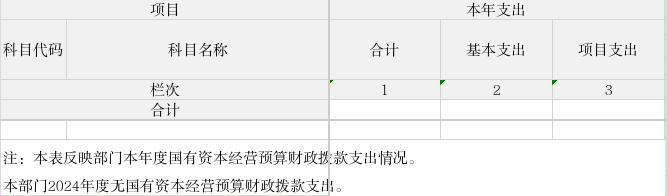 项目 本年支出
科目代码 科目名称 合计 基本支出 项目支出
栏次 1 2 3
合计
注：本表反映部门本年度国有资本经营预算财政拨款支出情况。
本部门2024年度无国有资本经营预算财政拨款支出。